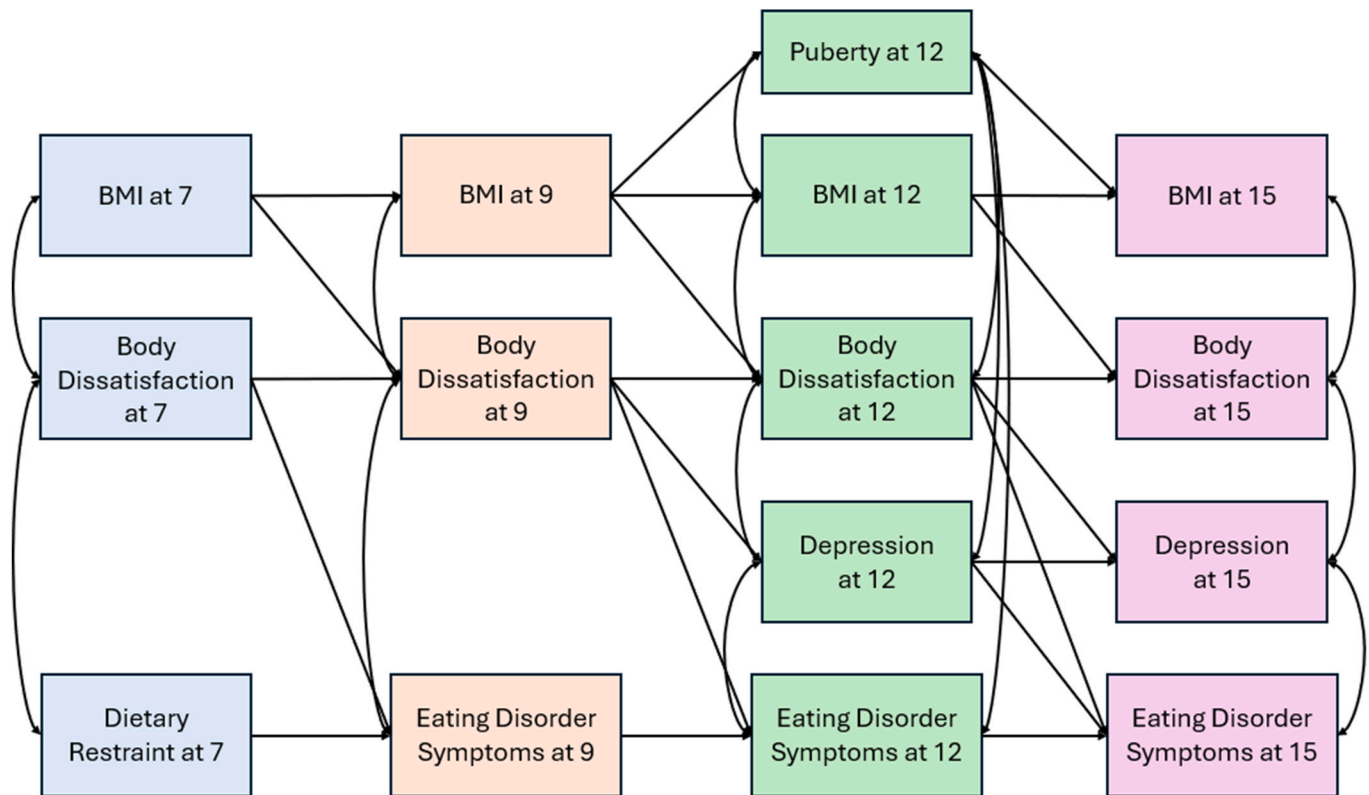 Puberty at 12
BMI at 7
BMI at 9
BMI at 12
BMI at 15
Body
Dissatisfaction
at 7
Body
Dissatisfaction
at 9
Body
Dissatisfaction
at 12
Body
Dissatisfaction
at 15
Depression
at 12
Depression
at 15
Dietary
Restraint at 7
Eating Disorder
Symptoms at 9
Eating Disorder
Symptoms at 12
Eating Disorder
Symptoms at 15